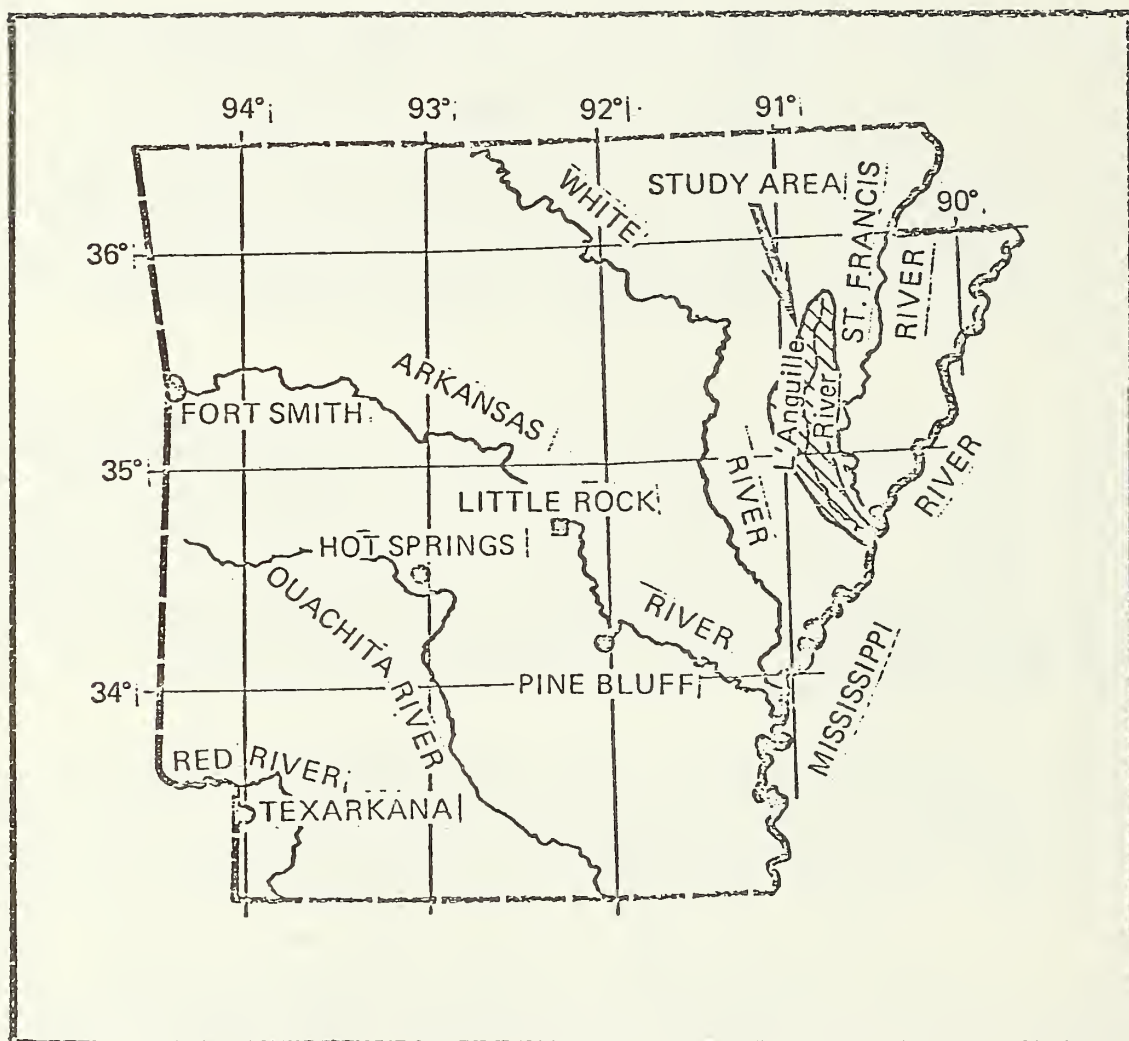 94°
93°
92°
91°
STUDY AREA
90°
WHITE
ST. FRANCIS
RIVER
36°
L'Anguille
River
ARKANSAS
FORT SMITH
35°
RIVER
RIVER
LITTLE ROCK
HOT SPRINGS
OUACHITA RIVER
RIVER
34°
PINE BLUFF
MISSISSIPPI
RED RIVER
TEXARKANA